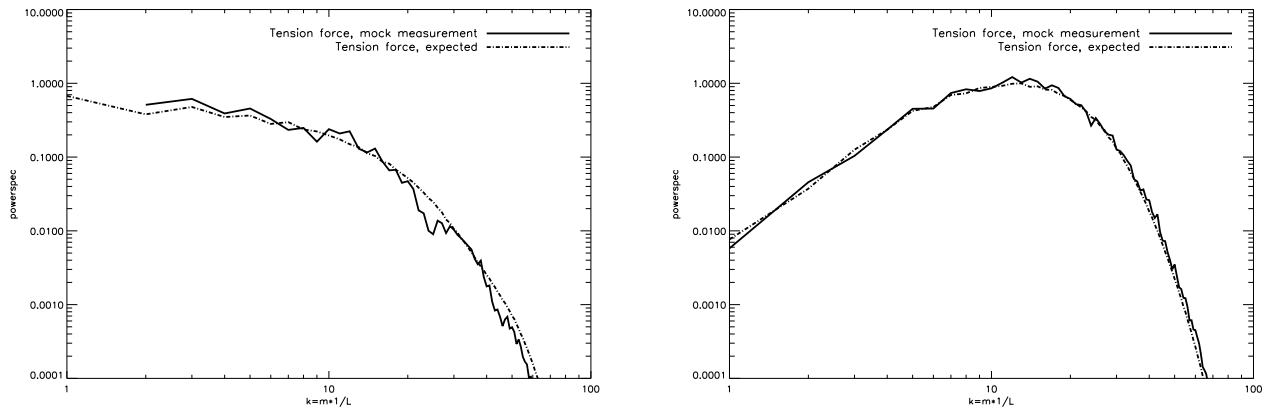 10.0000
Tension force, mock measurement
Tension force, expected
1.0000
0.1000
0.0100
0.0010
0.0001
powerspec
1
10
100
k=m*1/L
10.0000
Tension force, mock measurement
Tension force, expected
1.0000
0.1000
0.0100
0.0010
0.0001
powerspec
1
10
100
k=m*1/L